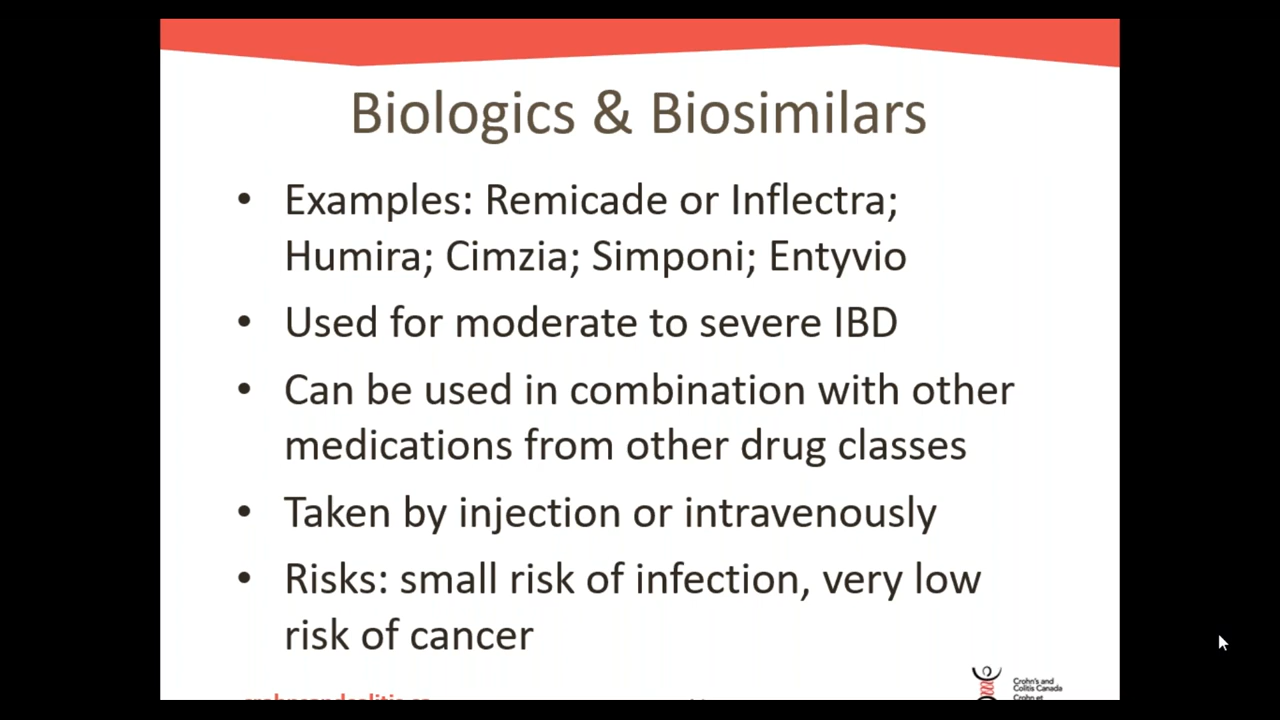 Biologics & Biosimilars
• Examples: Remicade or Inflectra;
Humira; Cimzia; Simponi; Entyvio
• Used for moderate to severe IBD
• Can be used in combination with other
medications from other drug classes
• Taken by injection or intravenously
• Risks: small risk of infection, very low
risk of cancer
Crohn's and
Colitis Canada
Crohn et